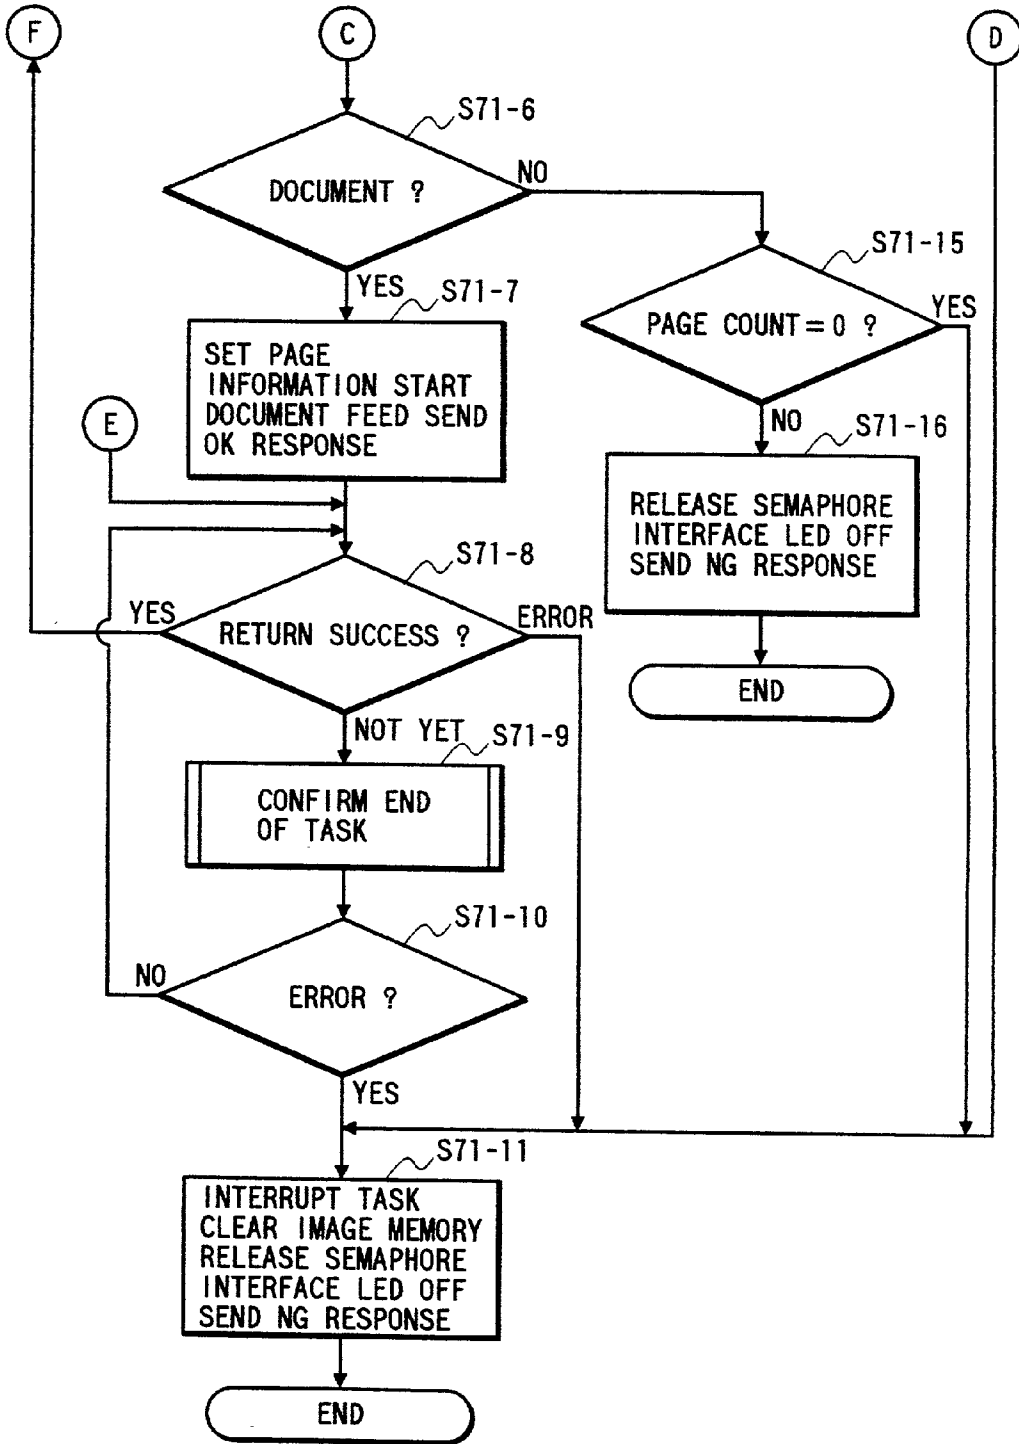 F
C
D
S71-6
DOCUMENT ?
NO
YES
S71-7
S71-15
PAGE COUNT=0 ?
YES
SET PAGE
INFORMATION START
DOCUMENT FEED SEND
OK RESPONSE
E
NO
S71-16
RELEASE SEMAPHORE
INTERFACE LED OFF
SEND NG RESPONSE
END
S71-8
YES
RETURN SUCCESS ?
ERROR
NOT YET
S71-9
CONFIRM END
OF TASK
S71-10
NO
ERROR ?
YES
S71-11
INTERRUPT TASK
CLEAR IMAGE MEMORY
RELEASE SEMAPHORE
INTERFACE LED OFF
SEND NG RESPONSE
END